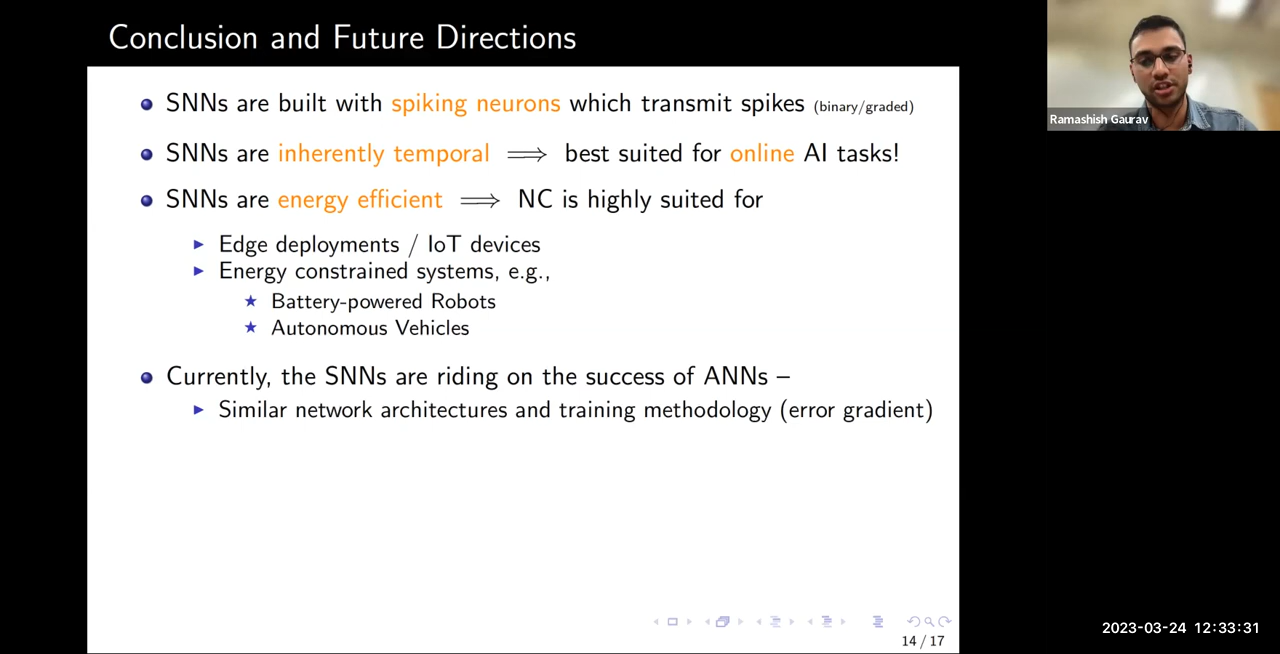 Conclusion and Future Directions
SNNs are built with spiking neurons which transmit spikes (binary/graded)
SNNs are inherently temporal ⟹ best suited for online AI tasks!
SNNs are energy efficient ⟹ NC is highly suited for
Edge deployments / IoT devices
Energy constrained systems, e.g.,
Battery-powered Robots
Autonomous Vehicles
Currently, the SNNs are riding on the success of ANNs –
Similar network architectures and training methodology (error gradient)
14 / 17
Ramashish Gaurav
2023-03-24 12:33:31